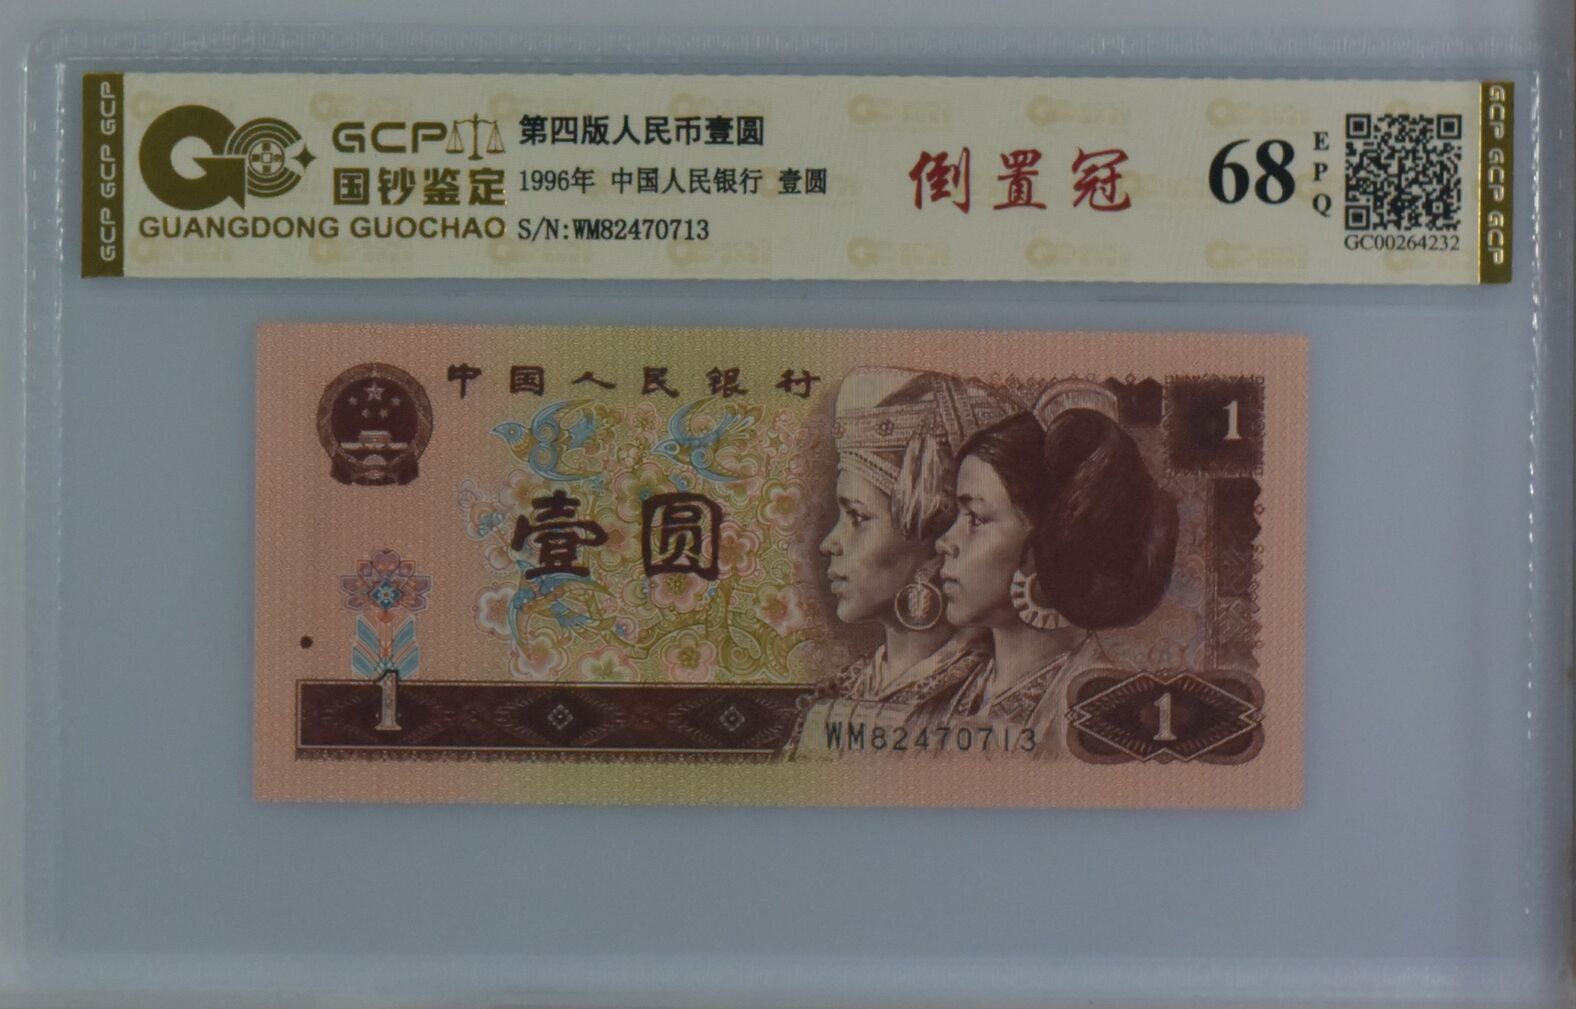 GCP GCP GCP
GCP
国钞鉴定
GUANGDONG GUOCHAO
第四版人民币壹圆
1996年 中国人民银行 壹圆
S/N:WM82470713
倒置冠
68
EPQ
GC00264232
GCP GCP GCP
中国人民银行
1
壹圆
1
WM82470713
1